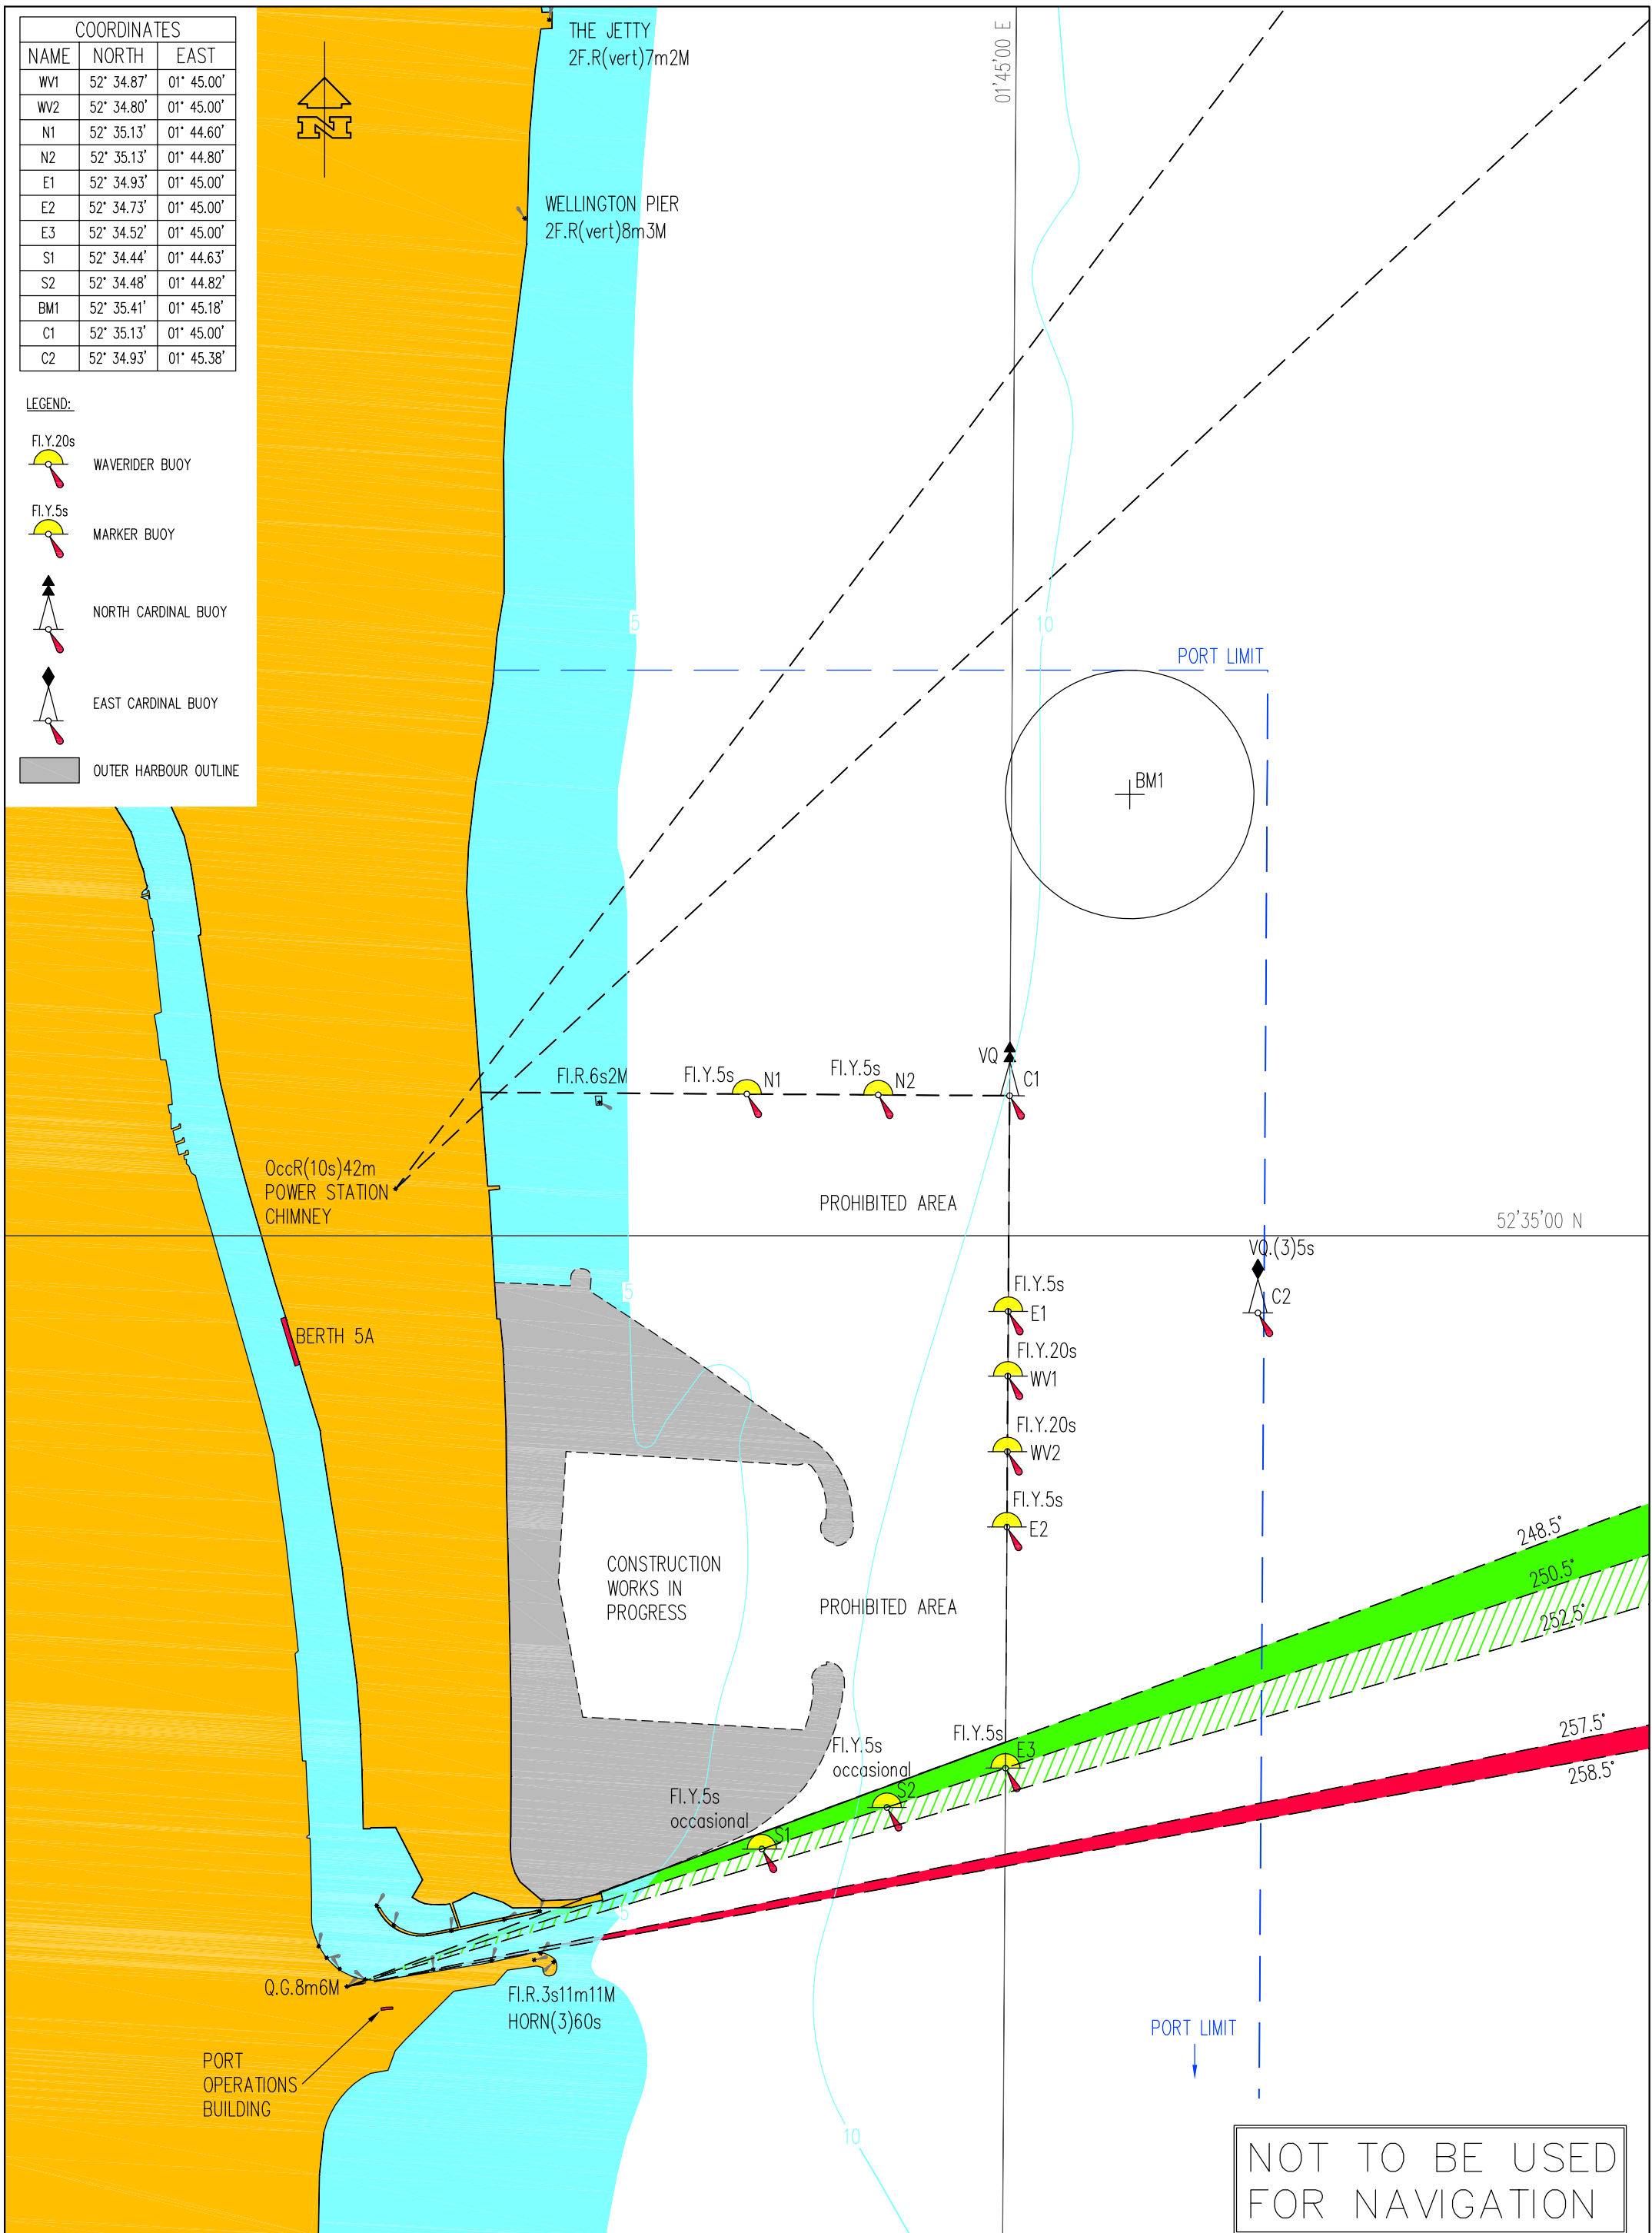 COORDINATES
NAME NORTH EAST
WV1 52° 34.87' 01° 45.00'
WV2 52° 34.80' 01° 45.00'
N1 52° 35.13' 01° 44.60'
N2 52° 35.13' 01° 44.80'
E1 52° 34.93' 01° 45.00'
E2 52° 34.73' 01° 45.00'
E3 52° 34.52' 01° 45.00'
S1 52° 34.44' 01° 44.63'
S2 52° 34.48' 01° 44.82'
BM1 52° 35.41' 01° 45.18'
C1 52° 35.13' 01° 45.00'
C2 52° 34.93' 01° 45.38'
LEGEND:
Fl.Y.20s
WAVERIDER BUOY
Fl.Y.5s
MARKER BUOY
NORTH CARDINAL BUOY
EAST CARDINAL BUOY
OUTER HARBOUR OUTLINE
N
THE JETTY
2F.R(vert)7m2M
01'45'00 E
WELLINGTON PIER
2F.R(vert)8m3M
5
10
PORT LIMIT
BM1
VQ
C1
Fl.R.6s2M
Fl.Y.5s
N1
Fl.Y.5s
N2
OccR(10s)42m
POWER STATION
CHIMNEY
PROHIBITED AREA
52'35'00 N
VQ.(3)5s
C2
5
Fl.Y.5s
E1
BERTH 5A
Fl.Y.20s
WV1
Fl.Y.20s
WV2
Fl.Y.5s
E2
CONSTRUCTION
WORKS IN
PROGRESS
PROHIBITED AREA
248.5°
250.5°
252.5°
257.5°
258.5°
Fl.Y.5s
E3
Fl.Y.5s
occasional
S2
Fl.Y.5s
occasional
S1
5
Q.G.8m6M
Fl.R.3s11m11M
HORN(3)60s
PORT
OPERATIONS
BUILDING
PORT LIMIT
10
NOT TO BE USED
FOR NAVIGATION